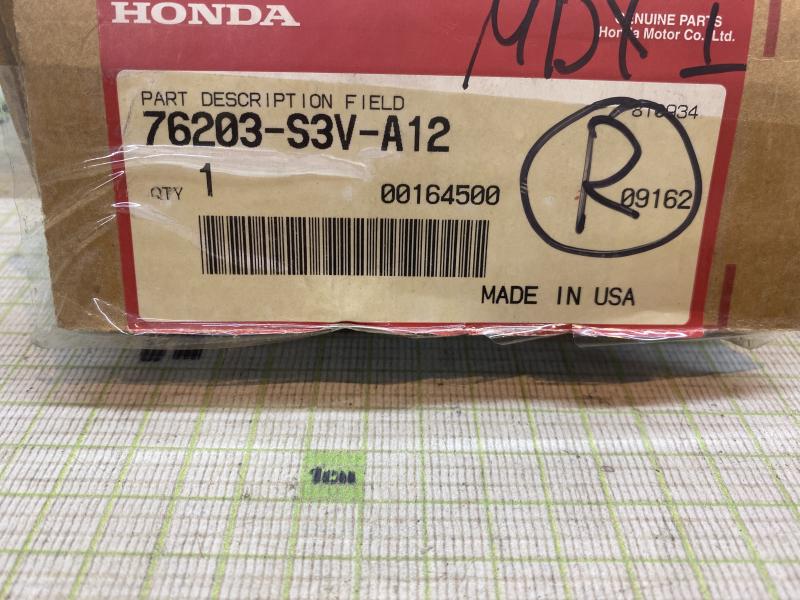 HONDA
GENUINE PARTS
Honda Motor Co., Ltd.
MDX 1
PART DESCRIPTION FIELD
76203-S3V-A12
QTY 1
00164500
R
09162
MADE IN USA
1CM